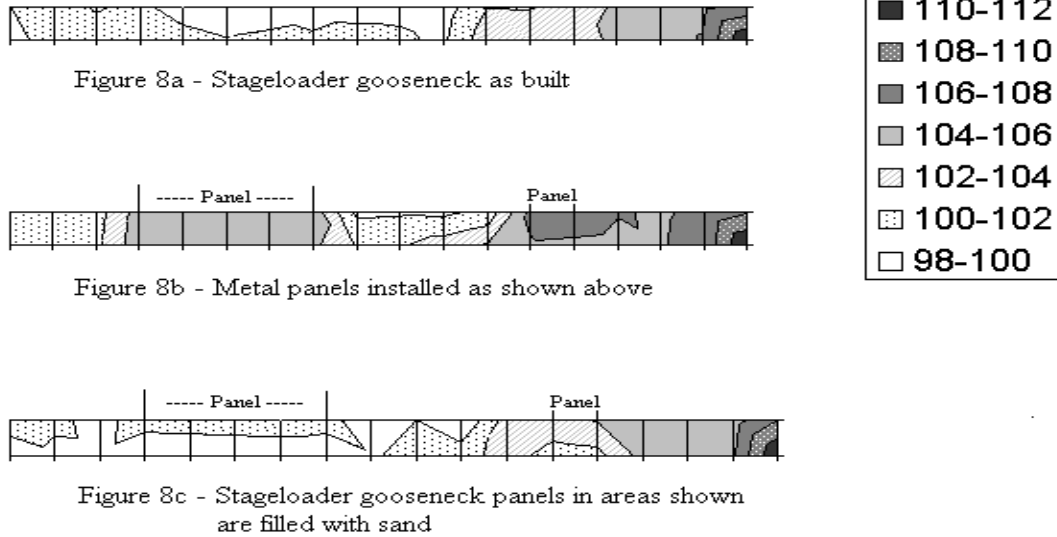 Figure 8a - Stageloader gooseneck as built
----- Panel -----
Panel
Figure 8b - Metal panels installed as shown above
----- Panel -----
Panel
Figure 8c - Stageloader gooseneck panels in areas shown
are filled with sand
110-112
108-110
106-108
104-106
102-104
100-102
98-100